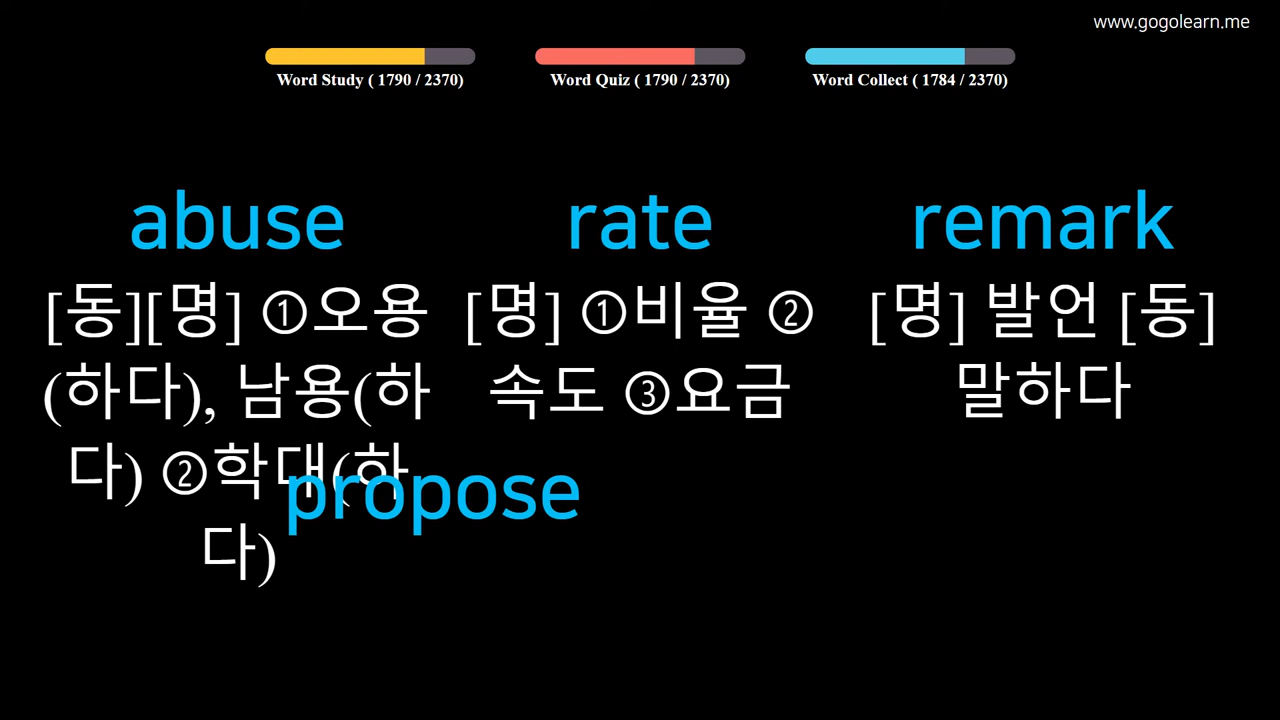 www.gogolearn.me
Word Study ( 1790 / 2370)
Word Quiz ( 1790 / 2370)
Word Collect ( 1784 / 2370)
abuse
[동][명] ①오용
(하다), 남용(하
다) ②학대(하
다)
rate
[명] ①비율 ②
속도 ③요금
remark
[명] 발언 [동]
말하다
propose